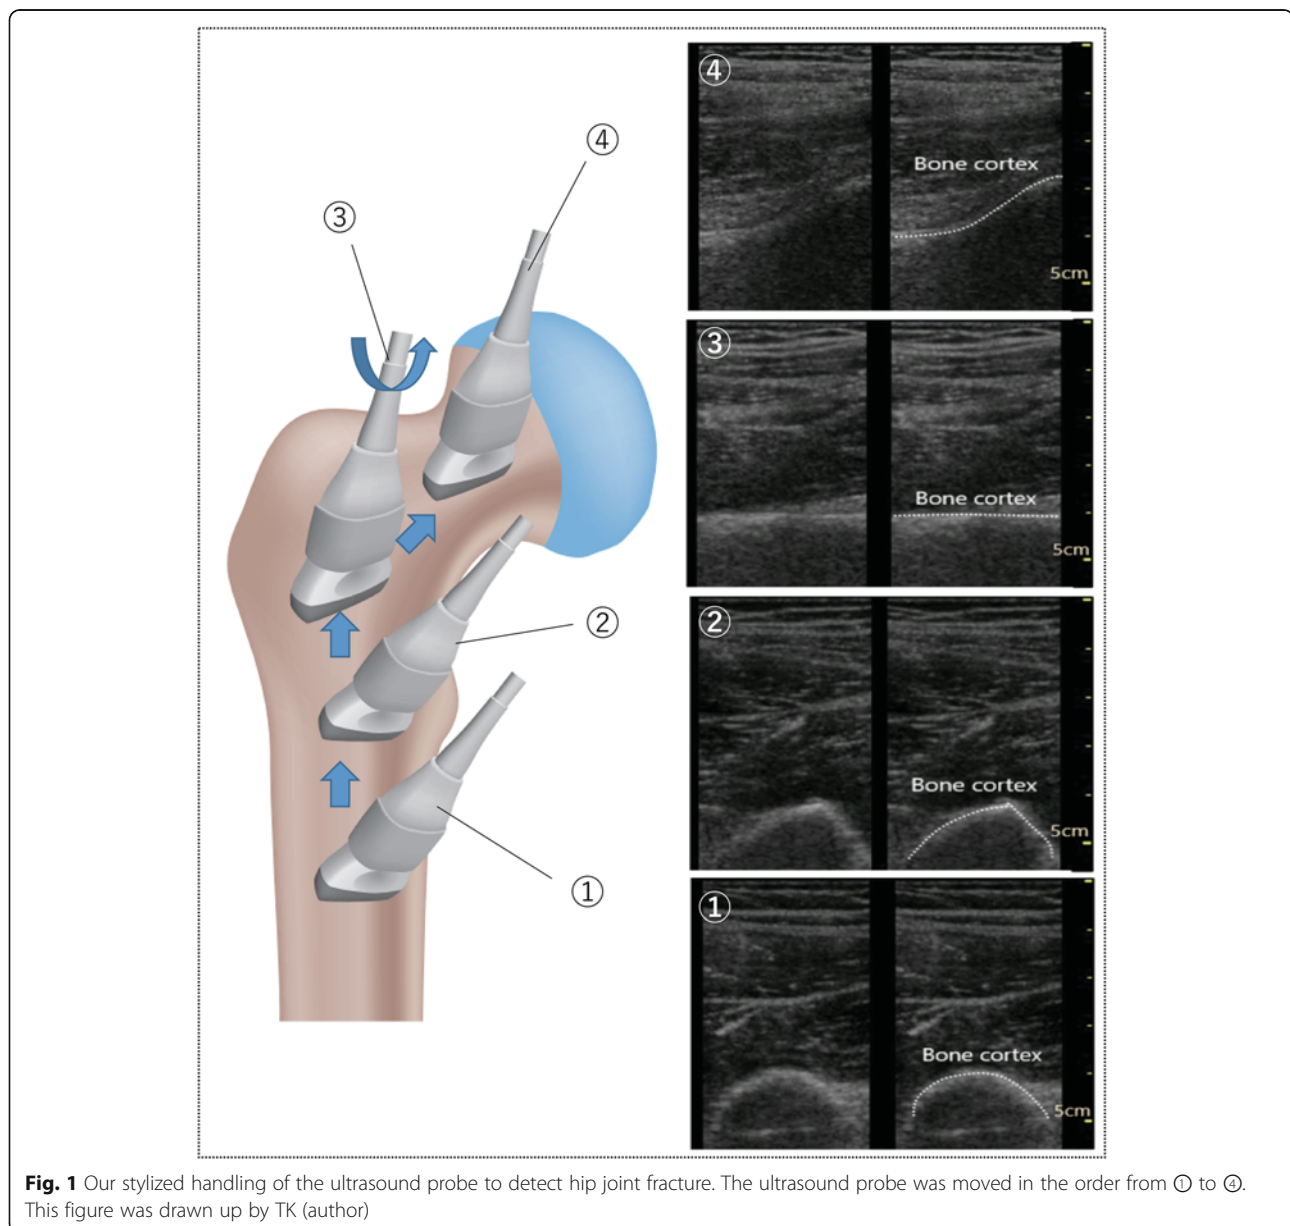 ④
③
②
①
④
Bone cortex
5cm
③
Bone cortex
5cm
②
Bone cortex
5cm
①
Bone cortex
5cm
Fig. 1 Our stylized handling of the ultrasound probe to detect hip joint fracture. The ultrasound probe was moved in the order from ① to ④.
This figure was drawn up by TK (author)